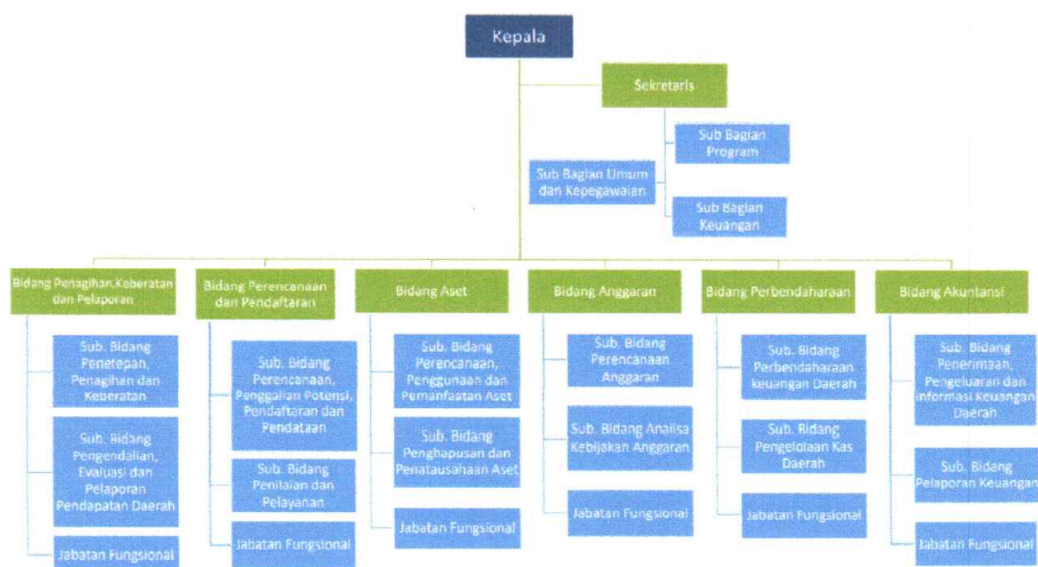 Kepala
Sekretaris
Sub Bagian
Program
Sub Bagian Umum
dan Kepegawaian
Sub Bagian
Keuangan
Bidang Penagihan,Keberatan
dan Pelaporan
Bidang Perencanaan
dan Pendaftaran
Bidang Aset
Bidang Anggaran
Bidang Perbendaharaan
Bidang Akuntansi
Sub. Bidang
Penetepan,
Penagihan dan
Keberatan
Sub. Bidang
Pengendalian,
Evaluasi dan
Pelaporan
Pendapatan Daerah
Jabatan Fungsional
Sub. Bidang
Perencanaan,
Penggalian Potensi,
Pendaftaran dan
Pendataan
Sub. Bidang
Penilaian dan
Pelayanan
Jabatan Fungsional
Sub. Bidang
Perencanaan,
Penggunaan dan
Pemanfaatan Aset
Sub. Bidang
Penghapusan dan
Penatausahaan Aset
Jabatan Fungsional
Sub. Bidang
Perencanaan
Anggaran
Sub. Bidang Analisa
Kebijakan Anggaran
Jabatan Fungsional
Sub. Bidang
Perbendaharaan
keuangan Daerah
Sub. Bidang
Pengelolaan Kas
Daerah
Jabatan Fungsional
Sub. Bidang
Penerimaan,
Pengeluaran dan
Informasi Keuangan
Daerah
Sub. Bidang
Pelaporan Keuangan
Jabatan Fungsional